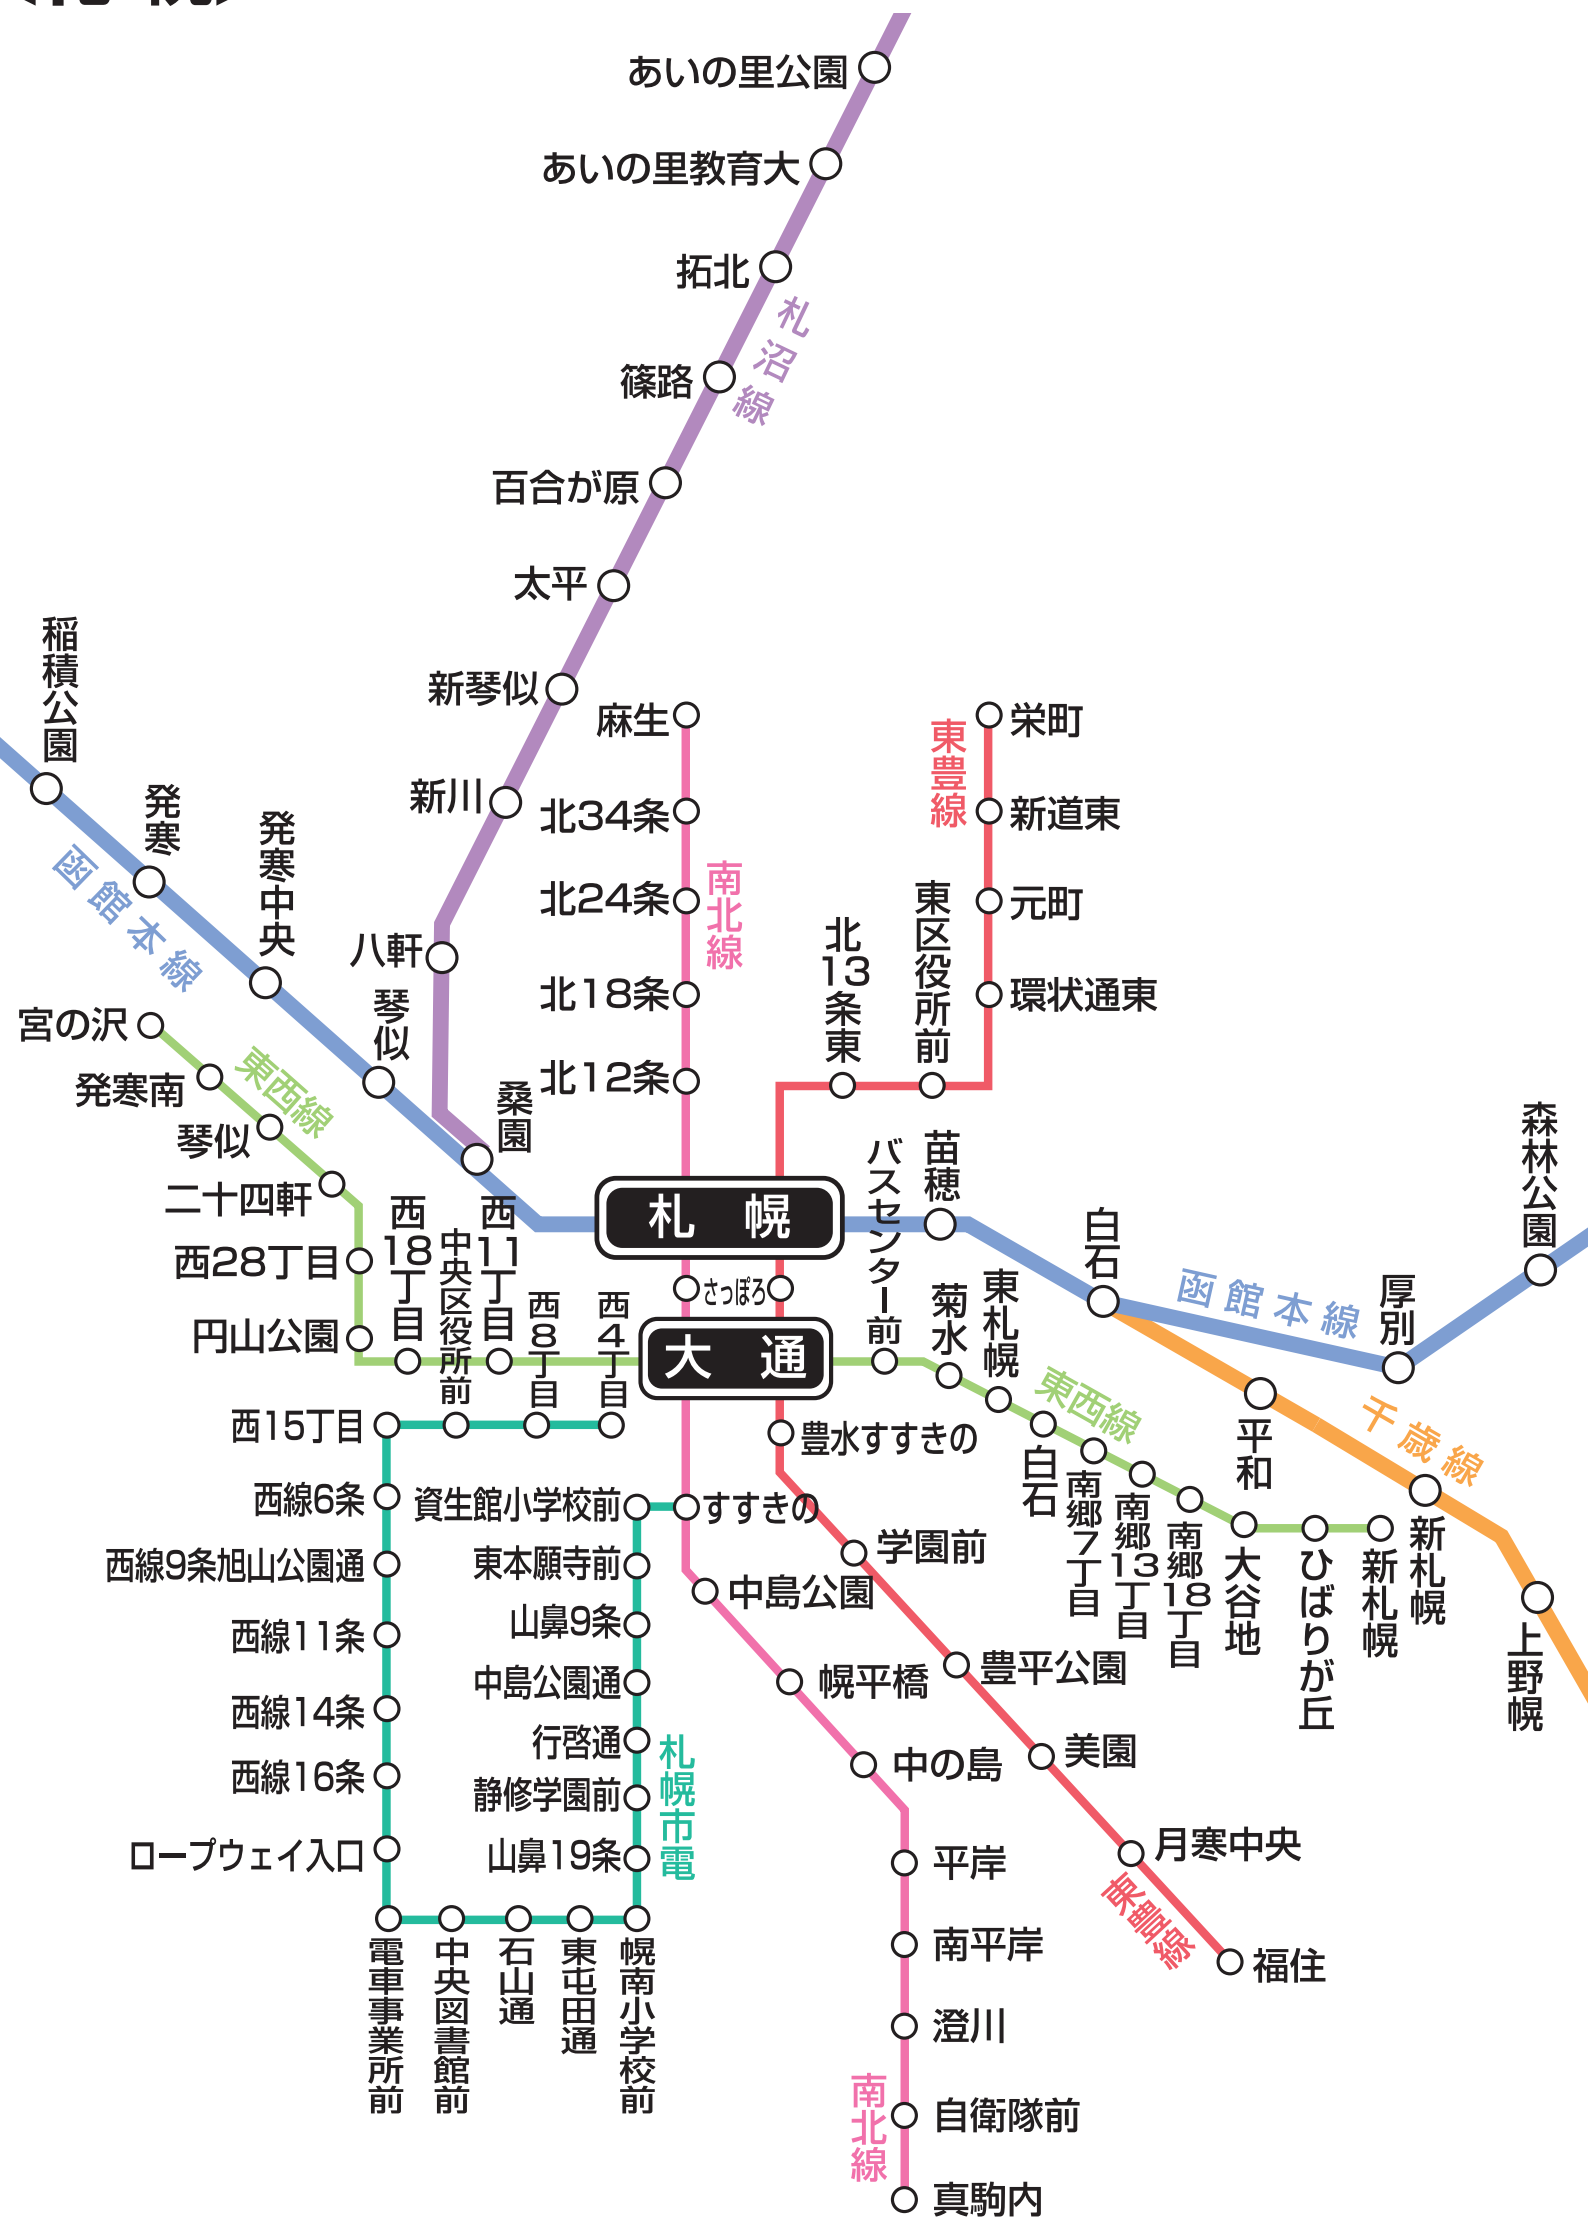 あいの里公園
あいの里教育大
拓北
札沼線
篠路
百合が原
太平
新琴似
新川
八軒
桑園
稲積公園
発寒
発寒中央
琴似
函館本線
宮の沢
発寒南
琴似
二十四軒
西28丁目
円山公園
東西線
西18丁目
中央区役所前
西11丁目
西8丁目
西4丁目
麻生
北34条
北24条
北18条
北12条
南北線
栄町
新道東
元町
環状通東
東豊線
東区役所前
北13条東
札幌
さっぽろ
大通
バスセンター前
苗穂
白石
函館本線
厚別
森林公園
菊水
東札幌
東西線
白石
南郷7丁目
南郷13丁目
南郷18丁目
大谷地
ひばりが丘
新札幌
平和
千歳線
新札幌
上野幌
豊水すすきの
学園前
豊平公園
美園
月寒中央
東豊線
福住
すすきの
中島公園
幌平橋
中の島
平岸
南平岸
澄川
自衛隊前
真駒内
南北線
西15丁目
西線6条
西線9条旭山公園通
西線11条
西線14条
西線16条
ロープウェイ入口
電車事業所前
中央図書館前
石山通
東屯田通
幌南小学校前
資生館小学校前
東本願寺前
山鼻9条
中島公園通
行啓通
静修学園前
山鼻19条
札幌市電